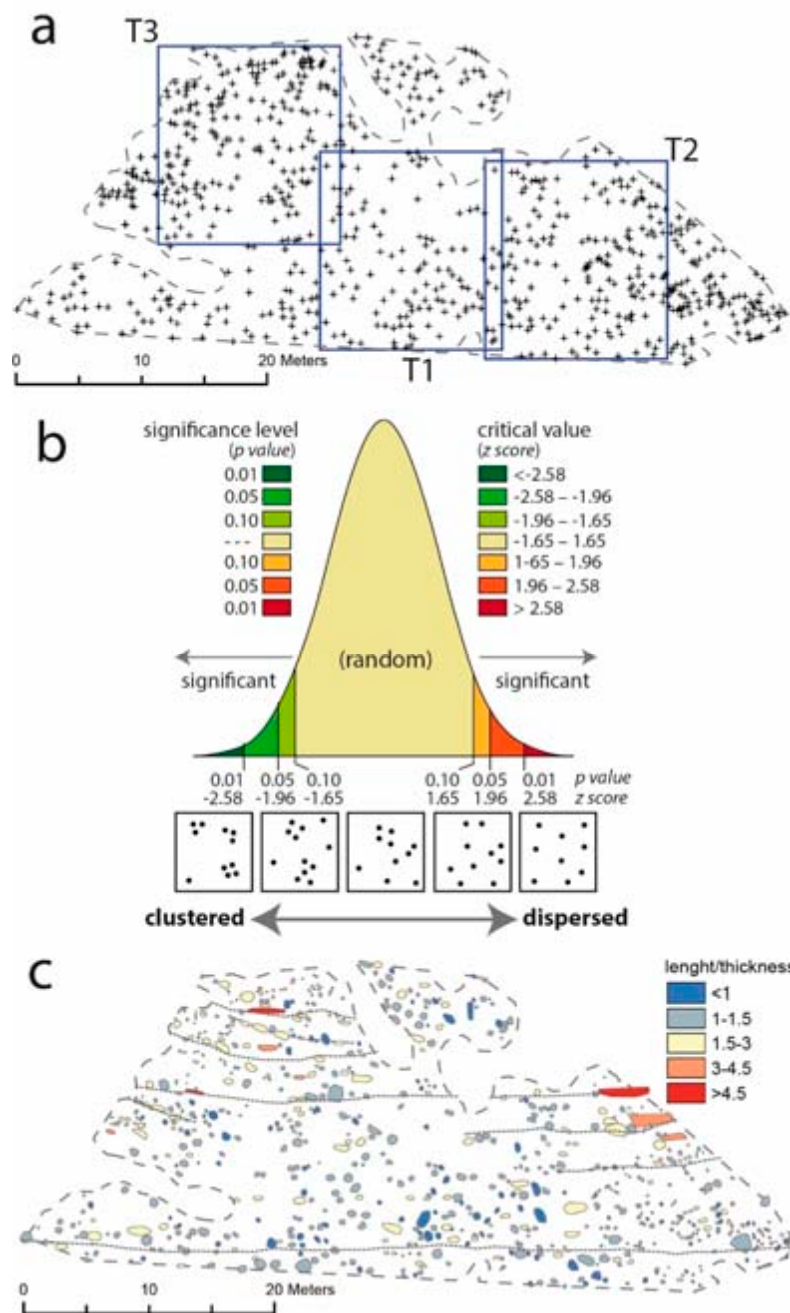 a
T3
T2
T1
0 10 20 Meters
b
significance level
(p value)
0.01
0.05
0.10
---
0.10
0.05
0.01
critical value
(z score)
<-2.58
-2.58 – -1.96
-1.96 – -1.65
-1.65 – 1.65
1-65 – 1.96
1.96 – 2.58
> 2.58
(random)
significant
significant
0.01 0.05 0.10 0.10 0.05 0.01 p value
-2.58 -1.96 -1.65 1.65 1.96 2.58 z score
clustered dispersed
c
lenght/thickness
<1
1-1.5
1.5-3
3-4.5
>4.5
0 10 20 Meters